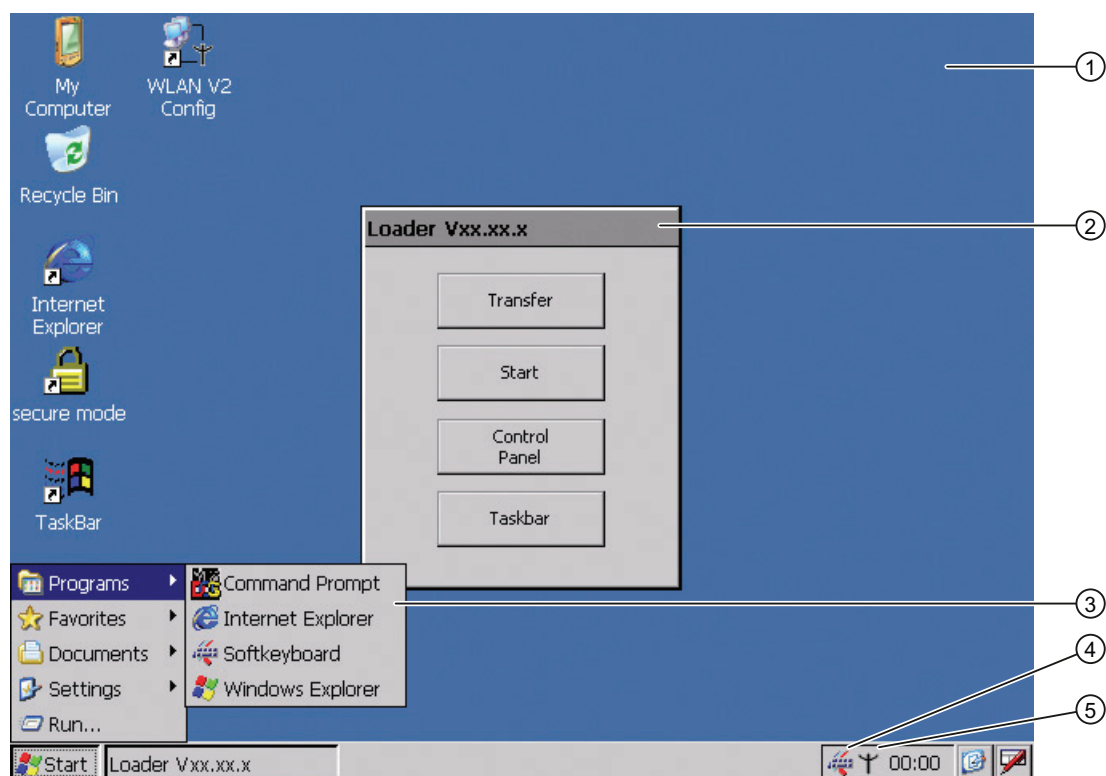 My
Computer
WLAN V2
Config
Recycle Bin
Internet
Explorer
secure mode
TaskBar
Loader Vxx.xx.x
Transfer
Start
Control
Panel
Taskbar
Programs
Favorites
Documents
Settings
Run...
Command Prompt
Internet Explorer
Softkeyboard
Windows Explorer
Start
Loader Vxx.xx.x
00:00
1
2
3
4
5